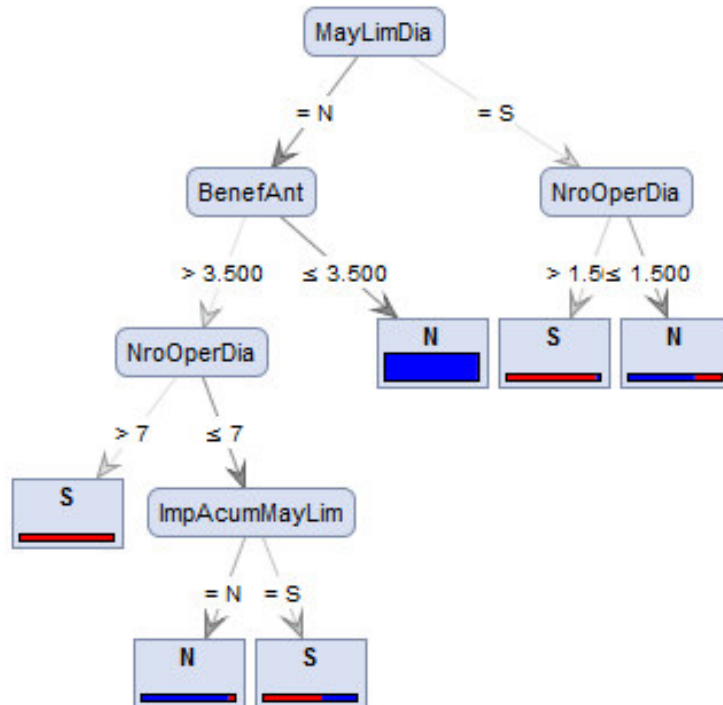 MayLimDia
= N
= S
BenefAnt
NroOperDia
> 3.500
≤ 3.500
> 1.5
≤ 1.500
NroOperDia
N
S
N
> 7
≤ 7
S
ImpAcumMayLim
= N
= S
N
S